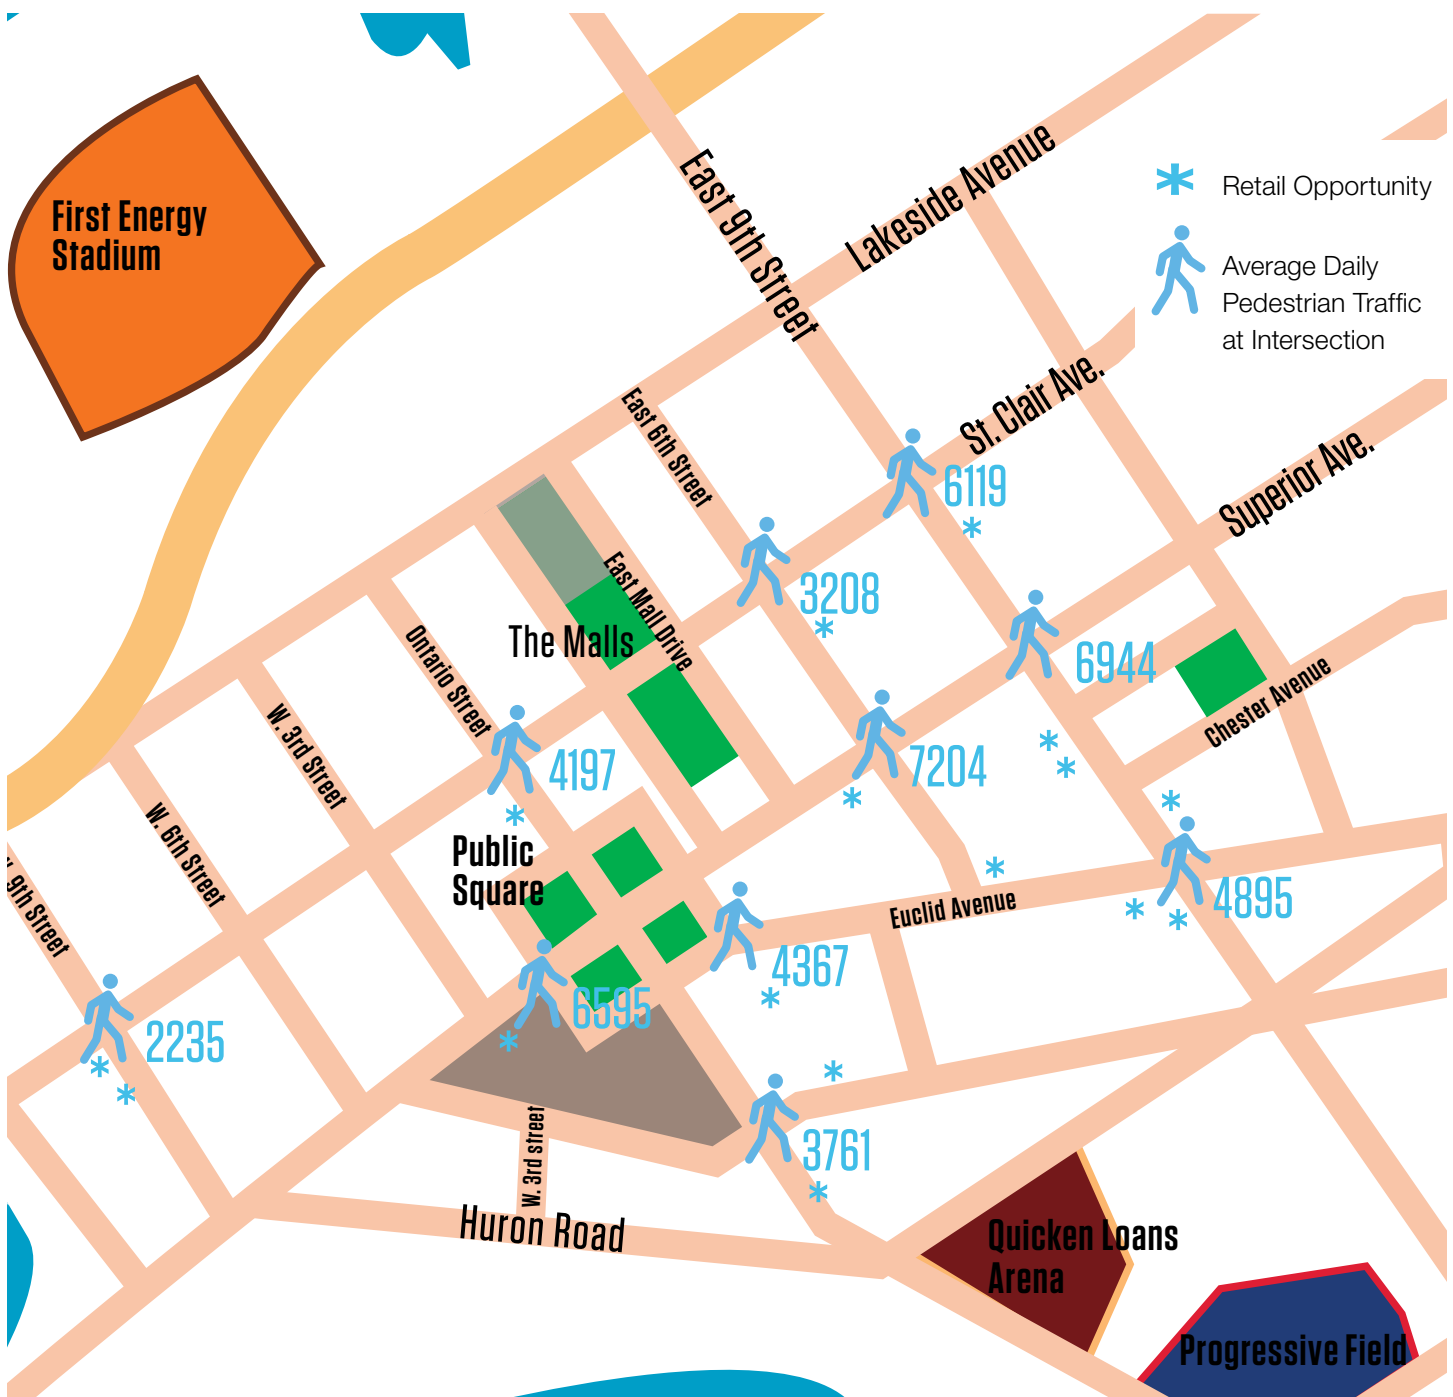 First Energy
Stadium
East 9th Street
Lakeside Avenue
Retail Opportunity
Average Daily
Pedestrian Traffic
at Intersection
St. Clair Ave.
East 6th Street
6119
Superior Ave.
3208
East Mall Drive
The Malls
Ontario Street
6944
Chester Avenue
W. 3rd Street
4197
7204
W. 6th Street
Public
Square
9th Street
Euclid Avenue
4895
4367
6595
2235
3761
W. 3rd street
Huron Road
Quicken Loans
Arena
Progressive Field